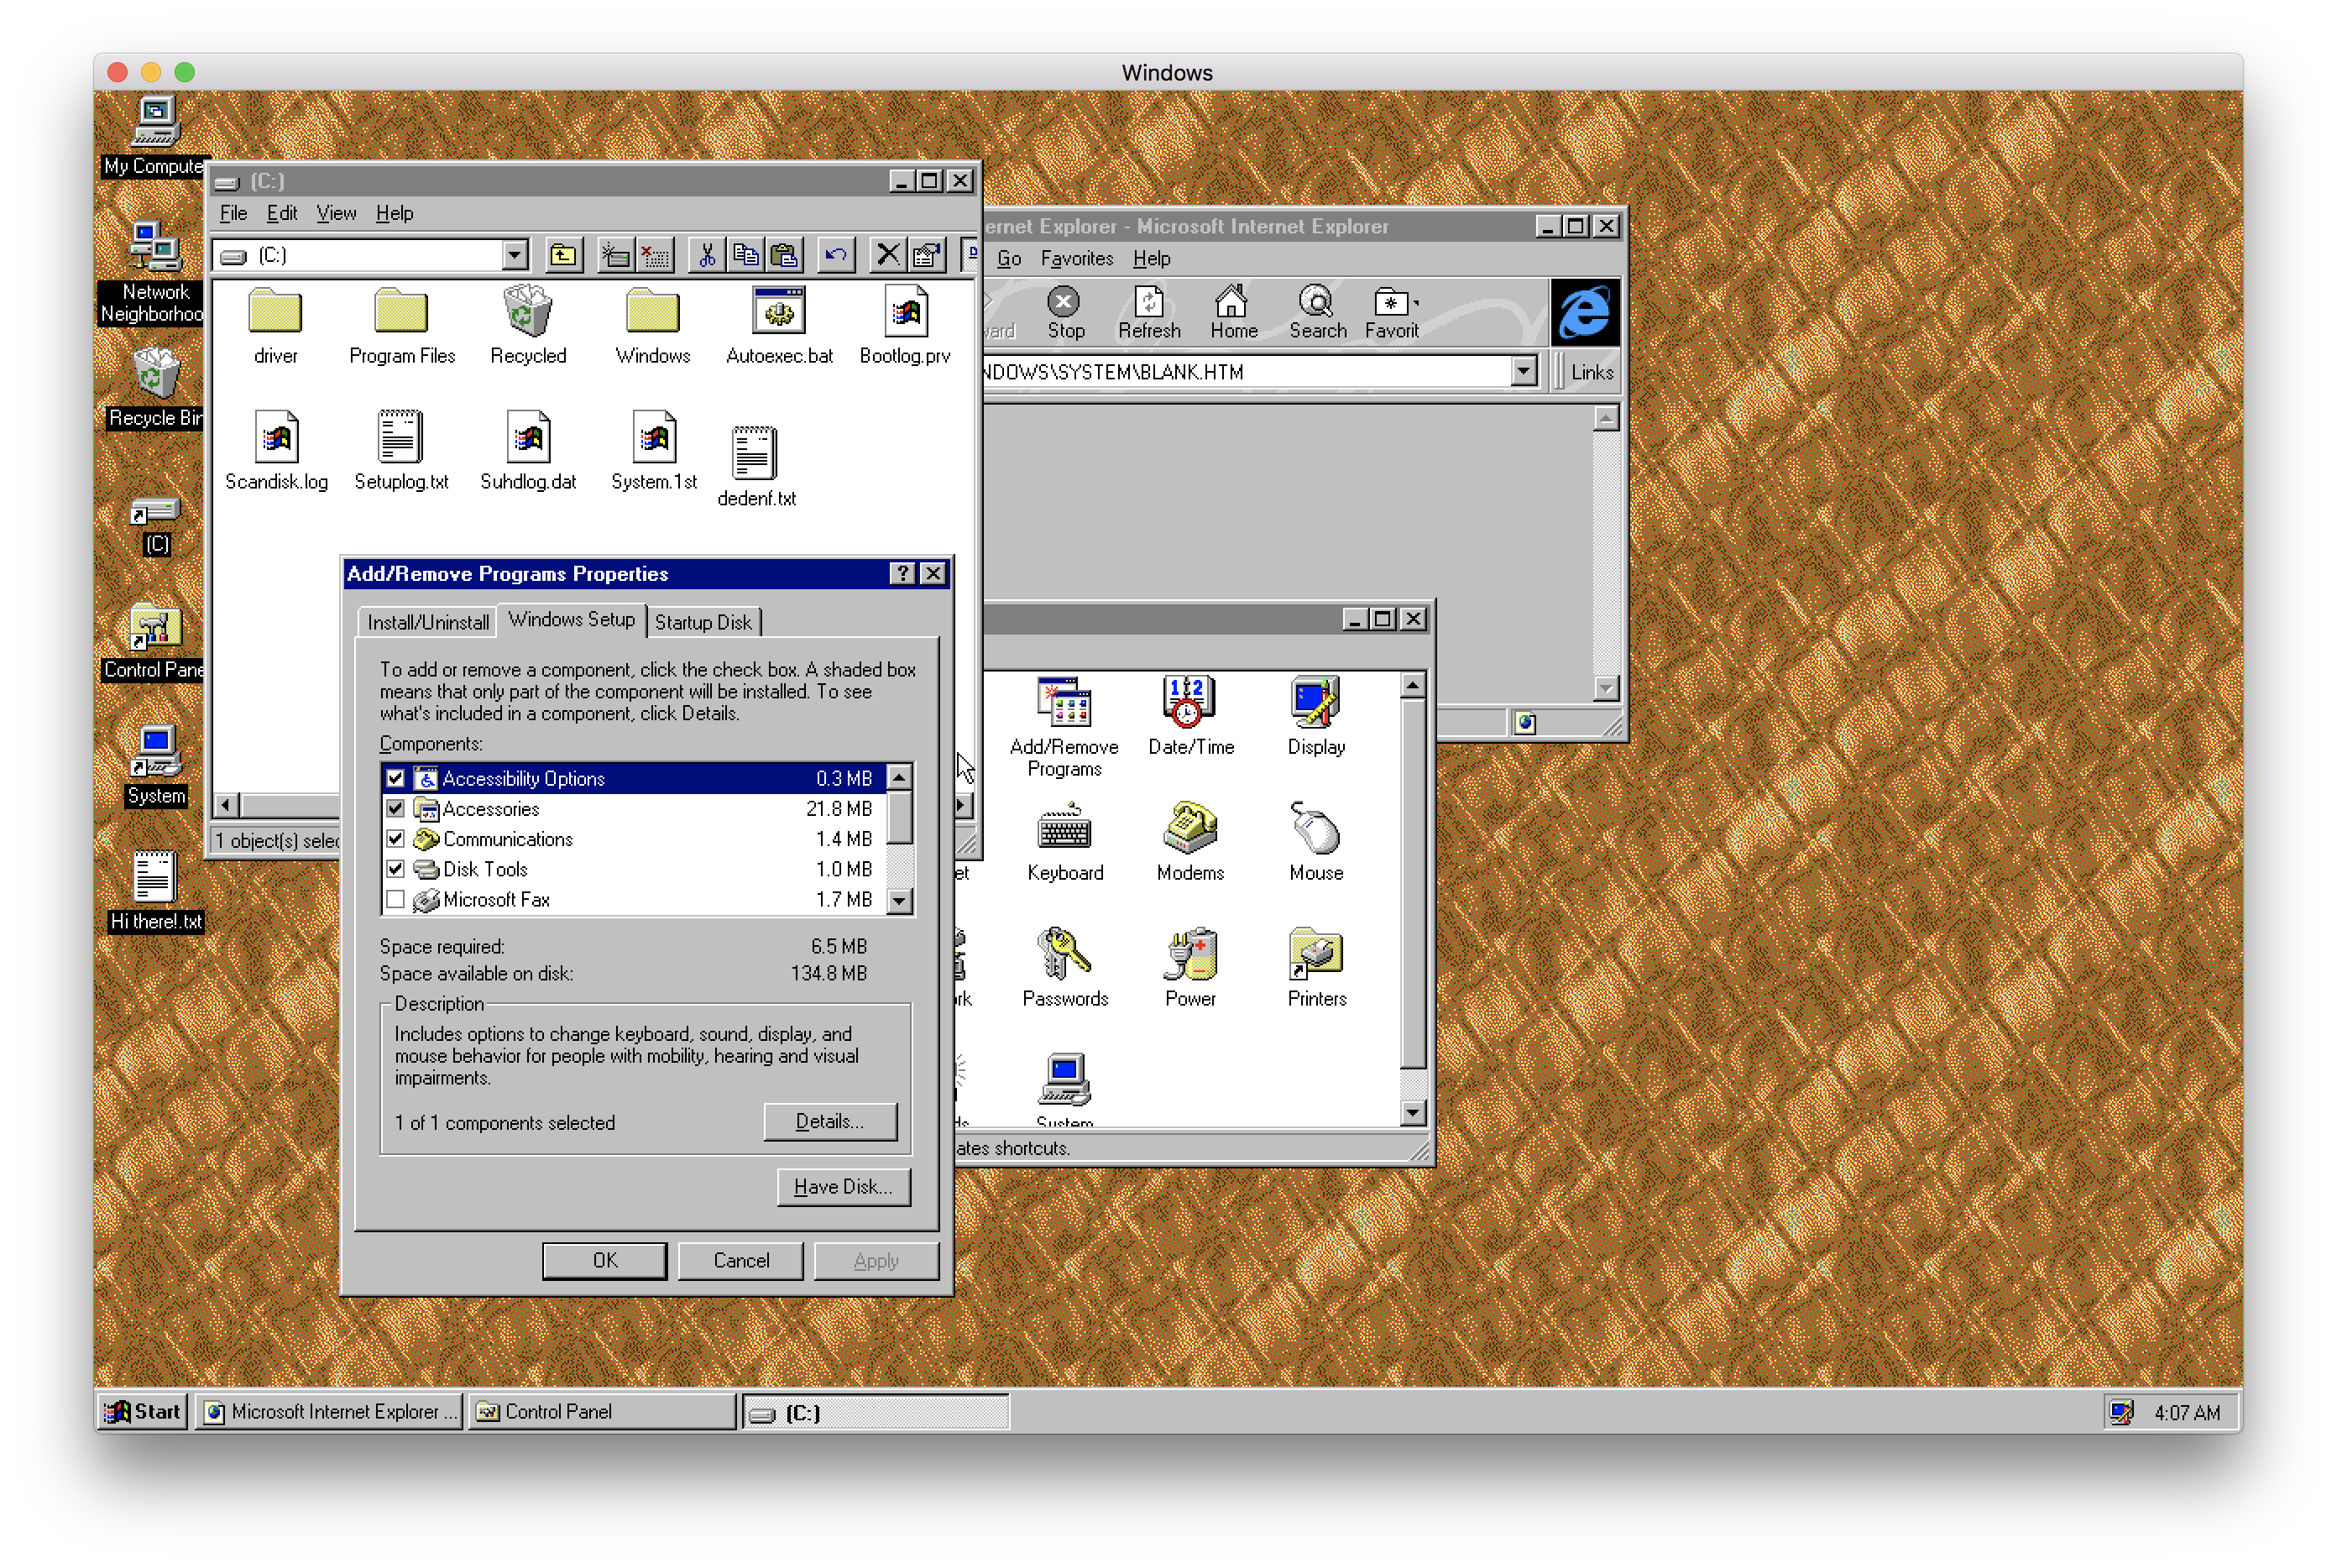 Windows
My Compute
Network
Neighborhoo
Recycle Bin
(C)
Control Pane
System
Hi there!.txt
(C:)
File Edit View Help
(C:)
driver Program Files Recycled Windows Autoexec.bat Bootlog.prv
Scandisk.log Setuplog.txt Suhdlog.dat System.1st dedenf.txt
1 object(s) selec
ernet Explorer - Microsoft Internet Explorer
Go Favorites Help
ward Stop Refresh Home Search Favorit
NDOWS\SYSTEM\BLANK.HTM Links
Add/Remove Programs Properties
Install/Uninstall Windows Setup Startup Disk
To add or remove a component, click the check box. A shaded box
means that only part of the component will be installed. To see
what's included in a component, click Details.
Components:
Accessibility Options 0.3 MB
Accessories 21.8 MB
Communications 1.4 MB
Disk Tools 1.0 MB
Microsoft Fax 1.7 MB
Space required: 6.5 MB
Space available on disk: 134.8 MB
Description
Includes options to change keyboard, sound, display, and
mouse behavior for people with mobility, hearing and visual
impairments.
1 of 1 components selected Details...
Have Disk...
OK Cancel Apply
Add/Remove
Programs
Date/Time Display
et Keyboard Modems Mouse
rk Passwords Power Printers
ds System
ates shortcuts.
Start Microsoft Internet Explorer ... Control Panel (C:) 4:07 AM